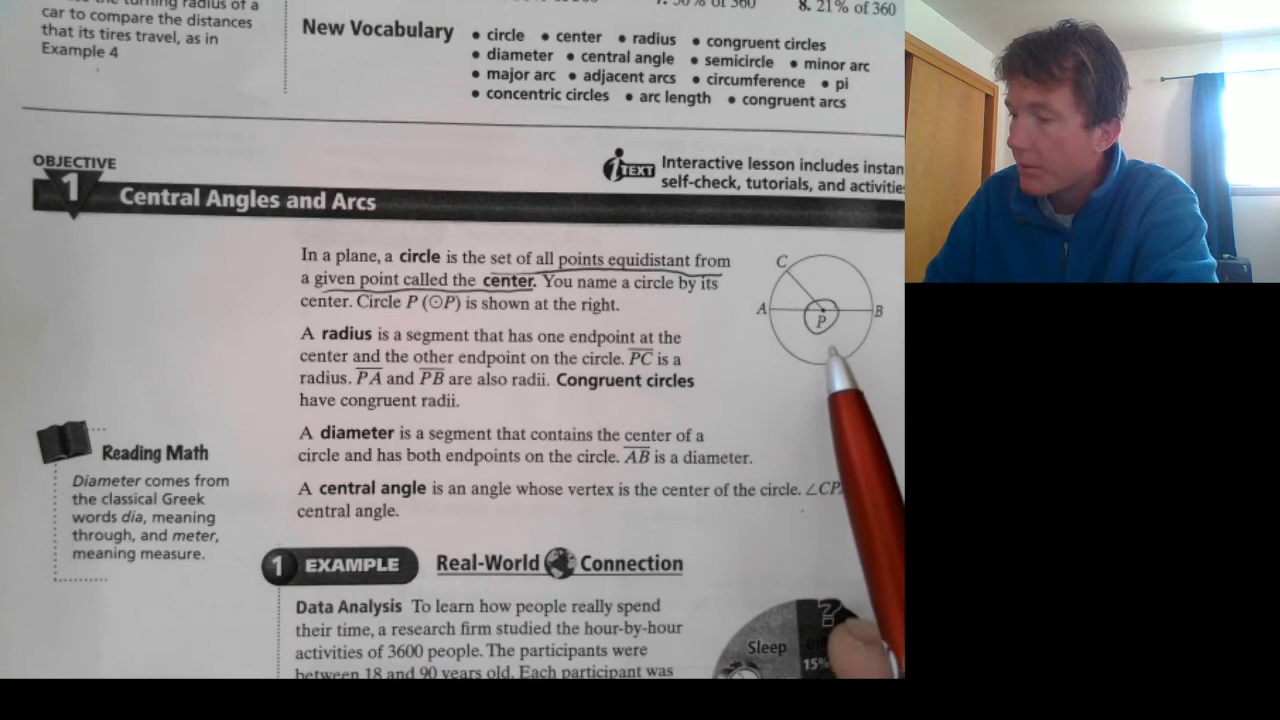 turning radius of a
car to compare the distances
that its tires travel, as in
Example 4
of 360
8. 21% of 360
New Vocabulary
• circle • center • radius • congruent circles
• diameter • central angle • semicircle • minor arc
• major arc • adjacent arcs • circumference • pi
• concentric circles • arc length • congruent arcs
OBJECTIVE
1
Central Angles and Arcs
iTEXT
Interactive lesson includes instan
self-check, tutorials, and activities
In a plane, a circle is the set of all points equidistant from
a given point called the center. You name a circle by its
center. Circle P (⊙P) is shown at the right.
A radius is a segment that has one endpoint at the
center and the other endpoint on the circle. PC is a
radius. PA and PB are also radii. Congruent circles
have congruent radii.
A diameter is a segment that contains the center of a
circle and has both endpoints on the circle. AB is a diameter.
A central angle is an angle whose vertex is the center of the circle. ∠CP
central angle.
C
A
P
B
Reading Math
Diameter comes from
the classical Greek
words dia, meaning
through, and meter,
meaning measure.
1 EXAMPLE Real-World Connection
Data Analysis To learn how people really spend
their time, a research firm studied the hour-by-hour
activities of 3600 people. The participants were
between 18 and 90 years old. Each participant was
Sleep
?
15%